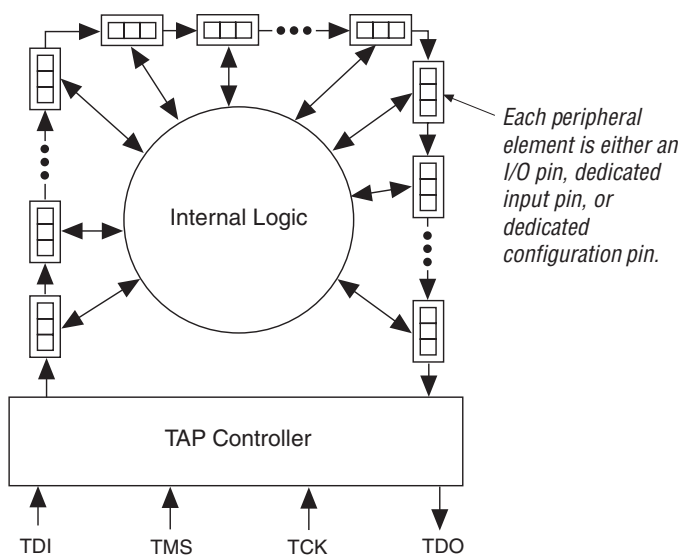 Each peripheral
element is either an
I/O pin, dedicated
input pin, or
dedicated
configuration pin.
Internal Logic
TAP Controller
TDI
TMS
TCK
TDO